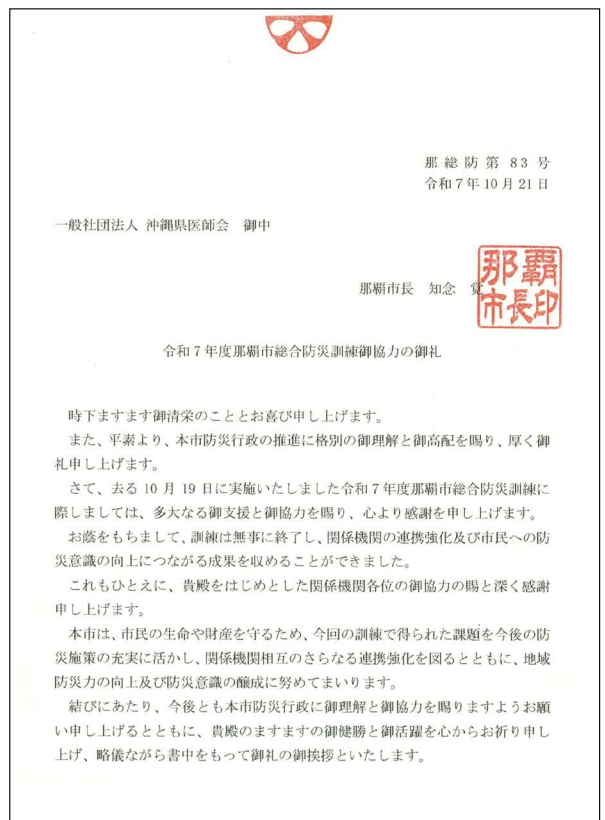 那総防第83号
令和7年10月21日
一般社団法人 沖縄県医師会 御中
那覇市長 知念 覚
那覇
市長印
令和7年度那覇市総合防災訓練御協力の御礼
時下ますます御清栄のこととお喜び申し上げます。
また、平素より、本市防災行政の推進に格別の御理解と御高配を賜り、厚く御
礼申し上げます。
さて、去る 10 月 19 日に実施いたしました令和7年度那覇市総合防災訓練に
際しましては、多大なる御支援と御協力を賜り、心より感謝を申し上げます。
お蔭をもちまして、訓練は無事に終了し、関係機関の連携強化及び市民への防
災意識の向上につながる成果を収めることができました。
これもひとえに、貴殿をはじめとした関係機関各位の御協力の賜と深く感謝
申し上げます。
本市は、市民の生命や財産を守るため、今回の訓練で得られた課題を今後の防
災施策の充実に活かし、関係機関相互のさらなる連携強化を図るとともに、地域
防災力の向上及び防災意識の醸成に努めてまいります。
結びにあたり、今後とも本市防災行政に御理解と御協力を賜りますようお願
い申し上げるとともに、貴殿のますますの御健勝と御活躍を心からお祈り申し
上げ、略儀ながら書中をもって御礼の御挨拶といたします。